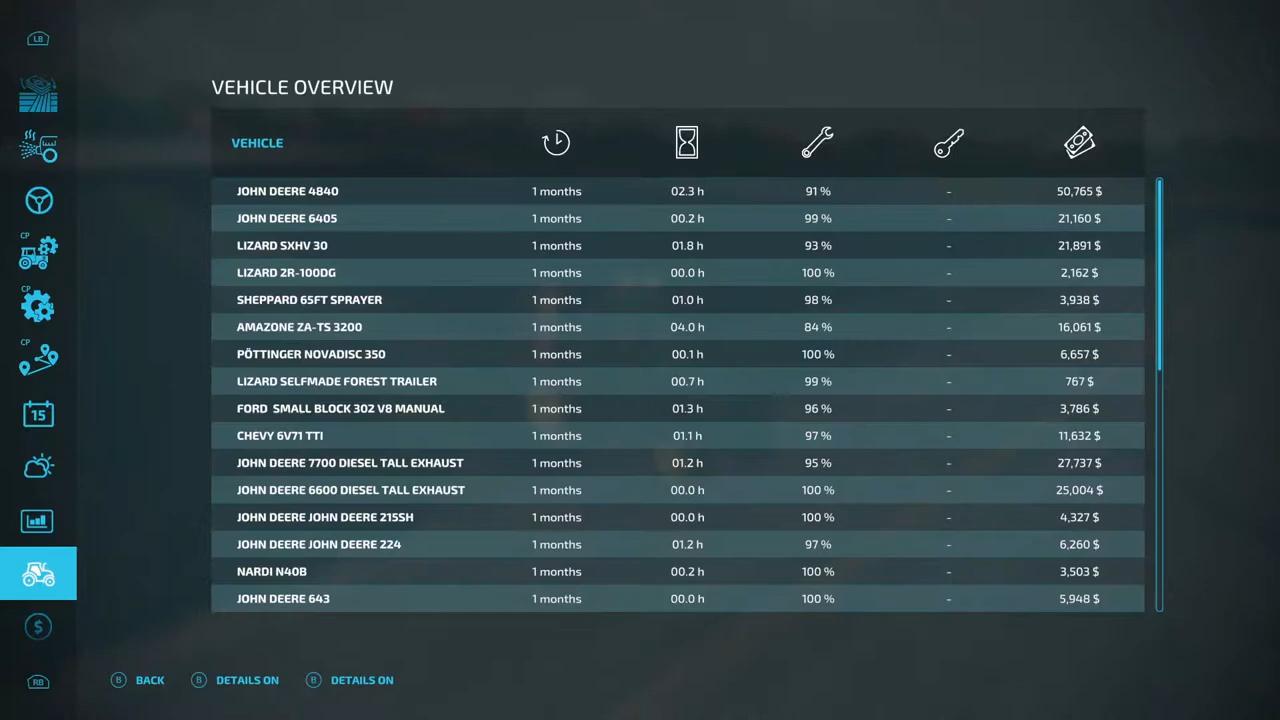 LB
VEHICLE OVERVIEW
VEHICLE
JOHN DEERE 4840 1 months 02.3 h 91 % - 50,765 $
JOHN DEERE 6405 1 months 00.2 h 99 % - 21,160 $
LIZARD SXHV 30 1 months 01.8 h 93 % - 21,891 $
LIZARD 2R-100DG 1 months 00.0 h 100 % - 2,162 $
SHEPPARD 65FT SPRAYER 1 months 01.0 h 98 % - 3,938 $
AMAZONE ZA-TS 3200 1 months 04.0 h 84 % - 16,061 $
PÖTTINGER NOVADISC 350 1 months 00.1 h 100 % - 6,657 $
LIZARD SELFMADE FOREST TRAILER 1 months 00.7 h 99 % - 767 $
FORD SMALL BLOCK 302 V8 MANUAL 1 months 01.3 h 96 % - 3,786 $
CHEVY 6V71 TTI 1 months 01.1 h 97 % - 11,632 $
JOHN DEERE 7700 DIESEL TALL EXHAUST 1 months 01.2 h 95 % - 27,737 $
JOHN DEERE 6600 DIESEL TALL EXHAUST 1 months 00.0 h 100 % - 25,004 $
JOHN DEERE JOHN DEERE 215SH 1 months 00.0 h 100 % - 4,327 $
JOHN DEERE JOHN DEERE 224 1 months 01.2 h 97 % - 6,260 $
NARDI N40B 1 months 00.2 h 100 % - 3,503 $
JOHN DEERE 643 1 months 00.0 h 100 % - 5,948 $
CP
CP
CP
15
$
RB
B BACK B DETAILS ON B DETAILS ON